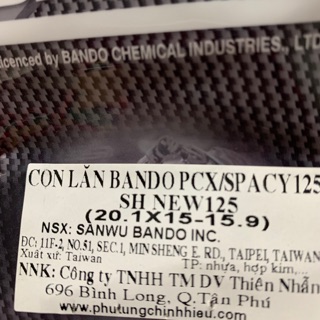 Licenced by BANDO CHEMICAL INDUSTRIES., LTD
CỌN LĂN BANDO PCX/SPACY125
SH NEW125
(20.1X15-15.9)
NSX: SANWU BANDO INC.
ĐC: 11F-2, NO.51, SEC.1, MIN SHENG E. RD., TAIPEI, TAIWAN
Xuất xứ: Taiwan TP: nhựa, hợp kim,...
NNK: Công ty TNHH TM DV Thiên Nhẫn
696 Bình Long, Q.Tân Phú
www.phutungchinhhieu.com